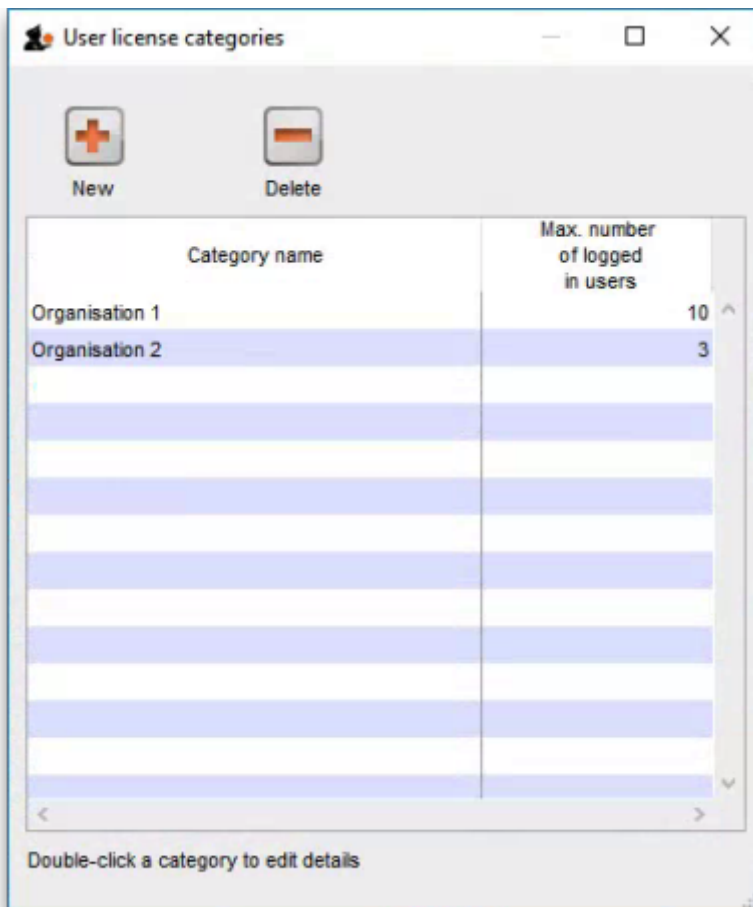 User license categories
New Delete
Category name
Max. number
of logged
in users
Organisation 1 10
Organisation 2 3
Double-click a category to edit details